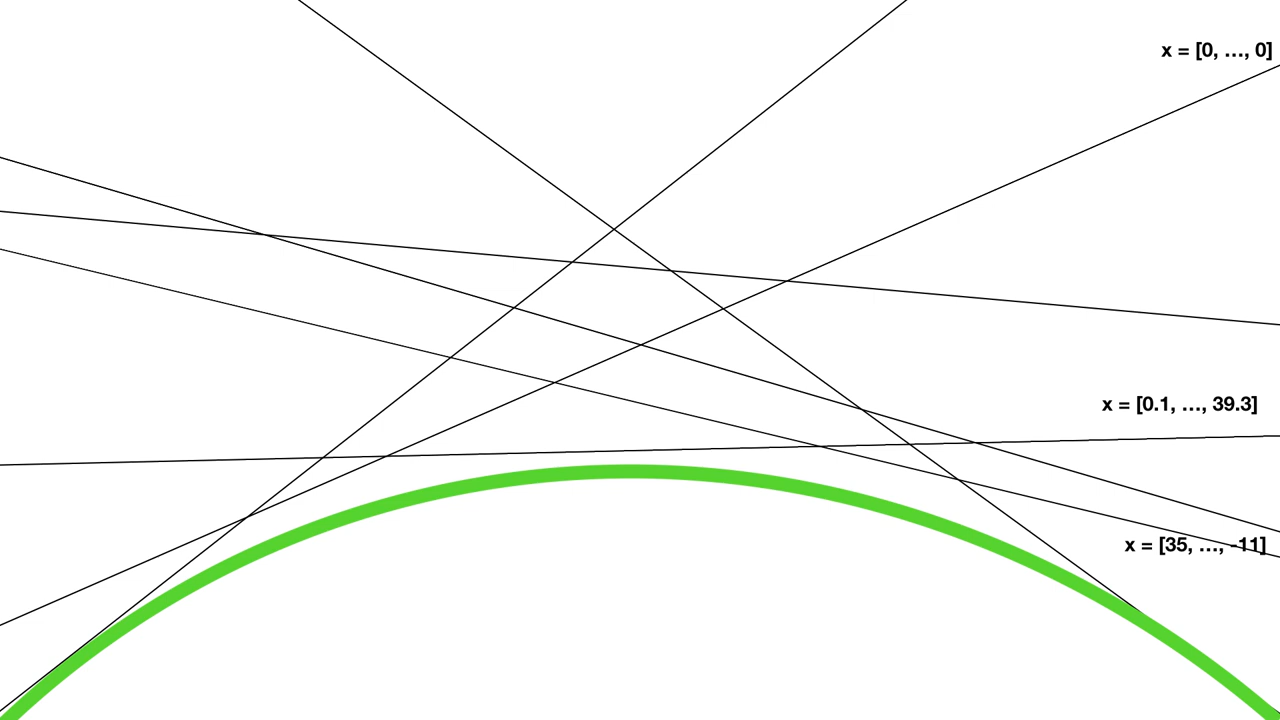 x = [0, …, 0]
x = [0.1, …, 39.3]
x = [35, …, -11]